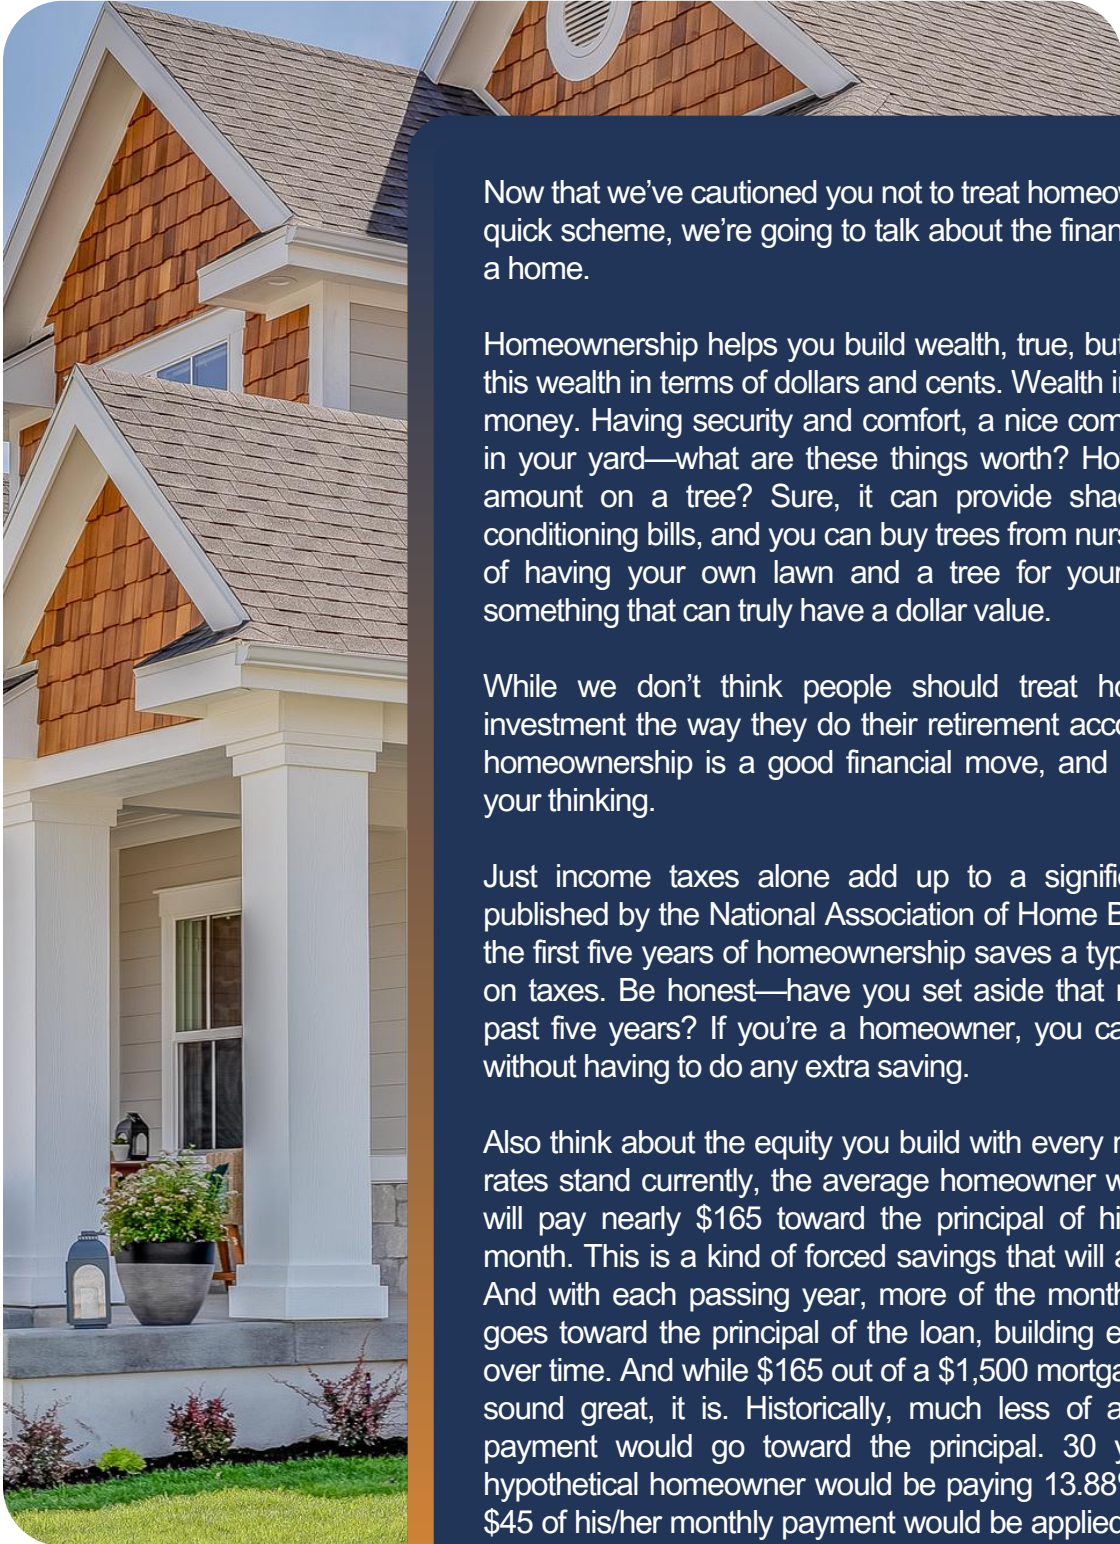 Now that we’ve cautioned you not to treat homeow
quick scheme, we’re going to talk about the finan
a home.
Homeownership helps you build wealth, true, but
this wealth in terms of dollars and cents. Wealth i
money. Having security and comfort, a nice com
in your yard—what are these things worth? Ho
amount on a tree? Sure, it can provide sha
conditioning bills, and you can buy trees from nurs
of having your own lawn and a tree for your
something that can truly have a dollar value.
While we don’t think people should treat ho
investment the way they do their retirement acco
homeownership is a good financial move, and
your thinking.
Just income taxes alone add up to a signifi
published by the National Association of Home B
the first five years of homeownership saves a typ
on taxes. Be honest—have you set aside that
past five years? If you’re a homeowner, you ca
without having to do any extra saving.
Also think about the equity you build with every
rates stand currently, the average homeowner w
will pay nearly $165 toward the principal of hi
month. This is a kind of forced savings that will a
And with each passing year, more of the month
goes toward the principal of the loan, building e
over time. And while $165 out of a $1,500 mortga
sound great, it is. Historically, much less of a
payment would go toward the principal. 30 y
hypothetical homeowner would be paying 13.88%
$45 of his/her monthly payment would be applied